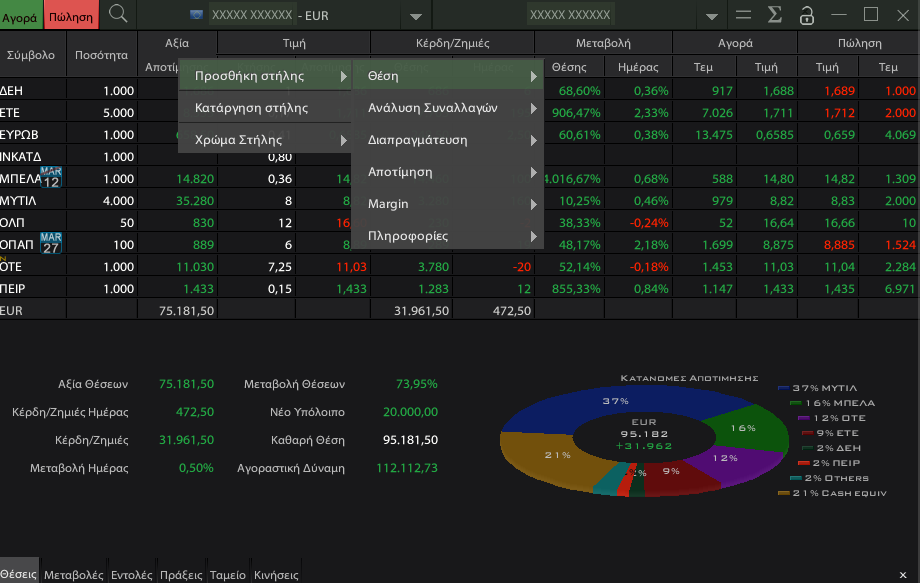 Αγορά Πώληση XXXXX XXXXXX - EUR XXXXX XXXXXX
Σύμβολο Ποσότητα Αξία Τιμή Κέρδη/Ζημιές Μεταβολή Αγορά Πώληση
Θέσης Ημέρας Τεμ Τιμή Τιμή Τεμ
Προσθήκη στήλης
Κατάργηση στήλης
Χρώμα Στήλης
Θέση
Ανάλυση Συναλλαγών
Διαπραγμάτευση
Αποτίμηση
Margin
Πληροφορίες
ΔΕΗ 1.000 68,60% 0,36% 917 1,688 1,689 1.000
ΕΤΕ 5.000 906,47% 2,33% 7.026 1,711 1,712 2.000
ΕΥΡΩΒ 1.000 60,61% 0,38% 13.475 0,6585 0,659 4.069
ΙΝΚΑΤΔ 1.000 0,80
ΜΠΕΛΑ MAR 12 1.000 14.820 0,36 4.016,67% 0,68% 588 14,80 14,82 1.309
ΜΥΤΙΛ 4.000 35.280 8 10,25% 0,46% 979 8,82 8,83 2.000
ΟΛΠ 50 830 12 38,33% -0,24% 52 16,64 16,66 10
ΟΠΑΠ MAR 27 100 889 6 48,17% 2,18% 1.699 8,875 8,885 1.524
ΟΤΕ 1.000 11.030 7,25 11,03 3.780 -20 52,14% -0,18% 1.453 11,03 11,04 2.284
ΠΕΙΡ 1.000 1.433 0,15 1,433 1.283 12 855,33% 0,84% 1.147 1,433 1,435 6.971
EUR 75.181,50 31.961,50 472,50
Αξία Θέσεων 75.181,50 Μεταβολή Θέσεων 73,95%
Κέρδη/Ζημιές Ημέρας 472,50 Νέο Υπόλοιπο 20.000,00
Κέρδη/Ζημιές 31.961,50 Καθαρή Θέση 95.181,50
Μεταβολή Ημέρας 0,50% Αγοραστική Δύναμη 112.112,73
Κατανομές Αποτίμησης
37%
16%
12%
9%
21%
EUR
95.182
+31.962
37% ΜΥΤΙΛ
16% ΜΠΕΛΑ
12% ΟΤΕ
9% ΕΤΕ
2% ΔΕΗ
2% ΠΕΙΡ
2% Others
21% Cash equiv
Θέσεις Μεταβολές Εντολές Πράξεις Ταμείο Κινήσεις